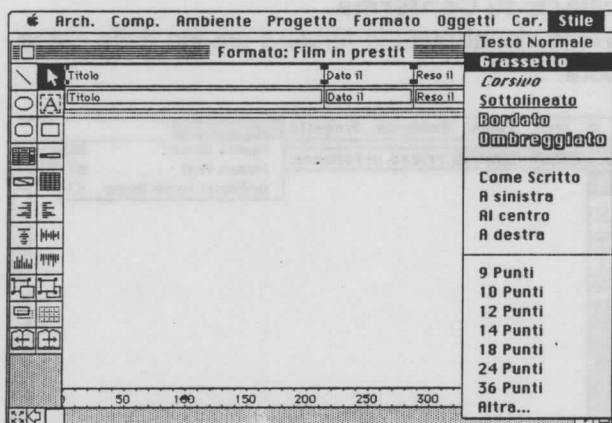 Arch. Comp. Ambiente Progetto Formato Oggetti Car. Stile
Formato: Film in prestit
Titolo Dato il Reso il
Titolo Dato il Reso il
Testo Normale
Grassetto
Corsivo
Sottolineato
Bordato
Ombreggiato
Come Scritto
A sinistra
Al centro
A destra
9 Punti
10 Punti
12 Punti
14 Punti
18 Punti
24 Punti
36 Punti
Altra...
A
0 50 100 150 200 250 300